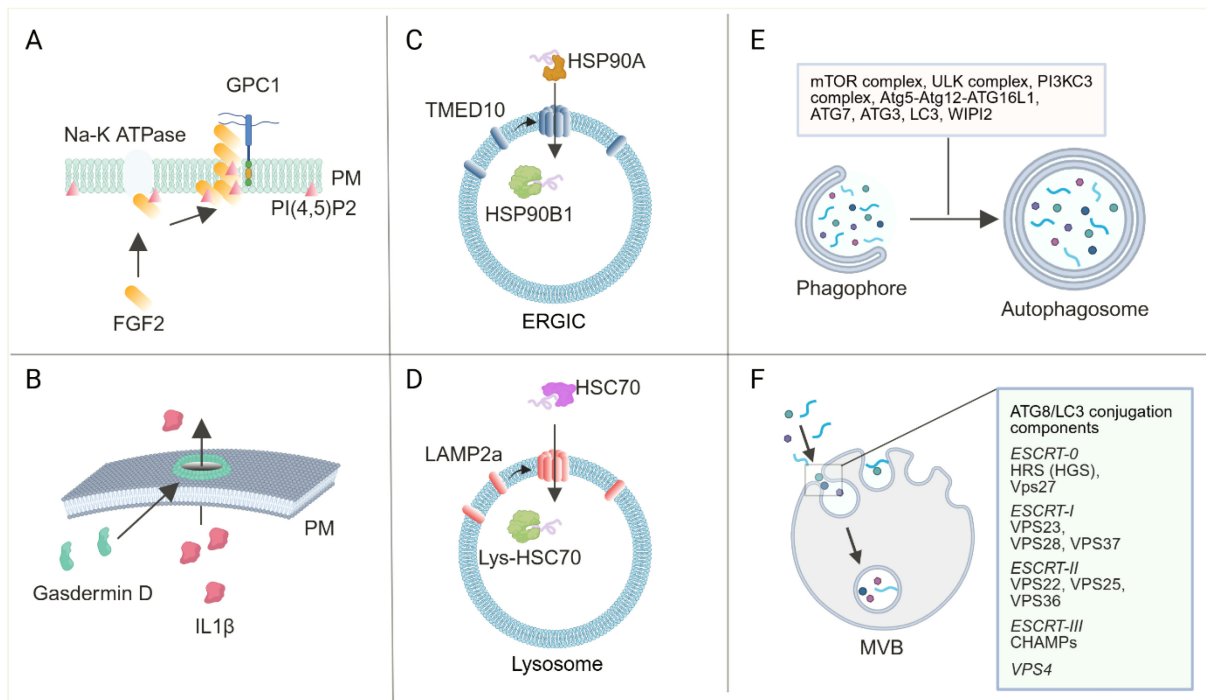 A
GPC1
Na-K ATPase
PM
PI(4,5)P2
FGF2
B
PM
Gasdermin D
IL1β
C
HSP90A
TMED10
HSP90B1
ERGIC
D
HSC70
LAMP2a
Lys-HSC70
Lysosome
E
mTOR complex, ULK complex, PI3KC3
complex, Atg5-Atg12-ATG16L1,
ATG7, ATG3, LC3, WIPI2
Phagophore
Autophagosome
F
MVB
ATG8/LC3 conjugation
components
ESCRT-0
HRS (HGS),
Vps27
ESCRT-I
VPS23,
VPS28, VPS37
ESCRT-II
VPS22, VPS25,
VPS36
ESCRT-III
CHAMPs
VPS4